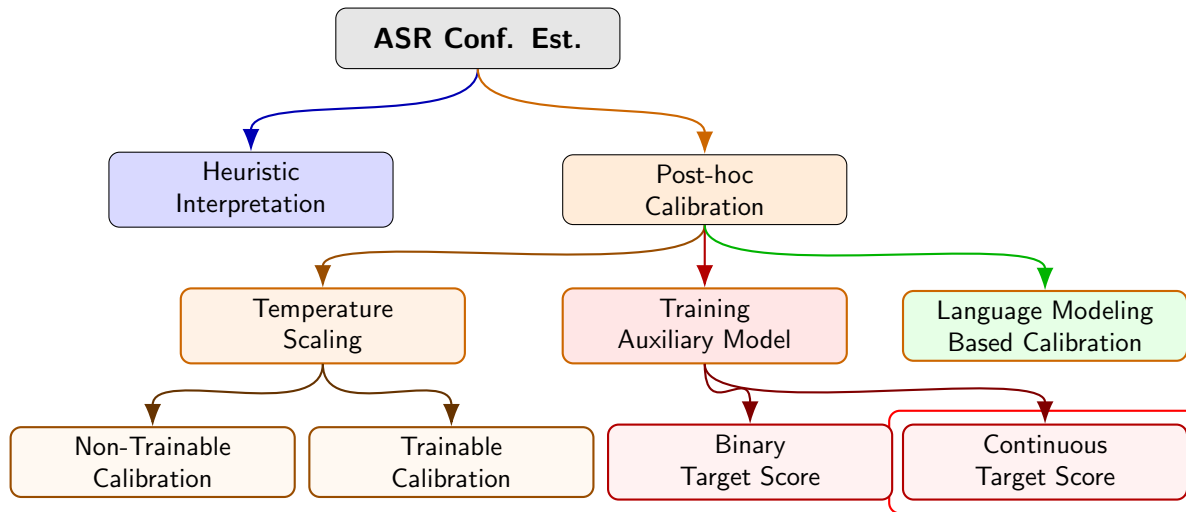 ASR Conf. Est.
Heuristic
Interpretation
Post-hoc
Calibration
Temperature
Scaling
Training
Auxiliary Model
Language Modeling
Based Calibration
Non-Trainable
Calibration
Trainable
Calibration
Binary
Target Score
Continuous
Target Score